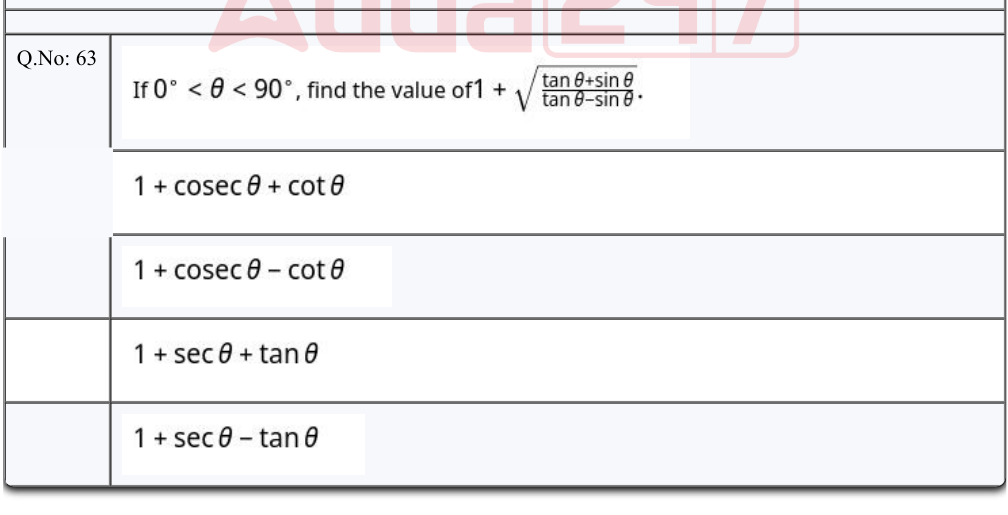 Adda247
Q.No: 63
If 0° < θ < 90°, find the value of1 + √(tan θ+sin θ / tan θ−sin θ).
1 + cosec θ + cot θ
1 + cosec θ − cot θ
1 + sec θ + tan θ
1 + sec θ − tan θ